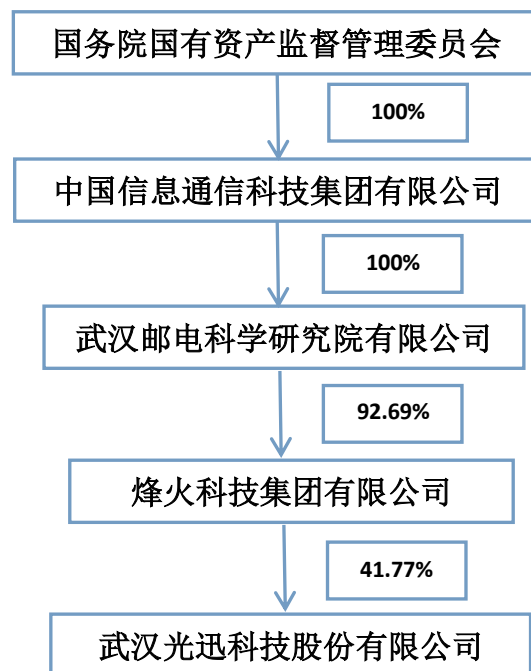 国务院国有资产监督管理委员会
100%
中国信息通信科技集团有限公司
100%
武汉邮电科学研究院有限公司
92.69%
烽火科技集团有限公司
41.77%
武汉光迅科技股份有限公司